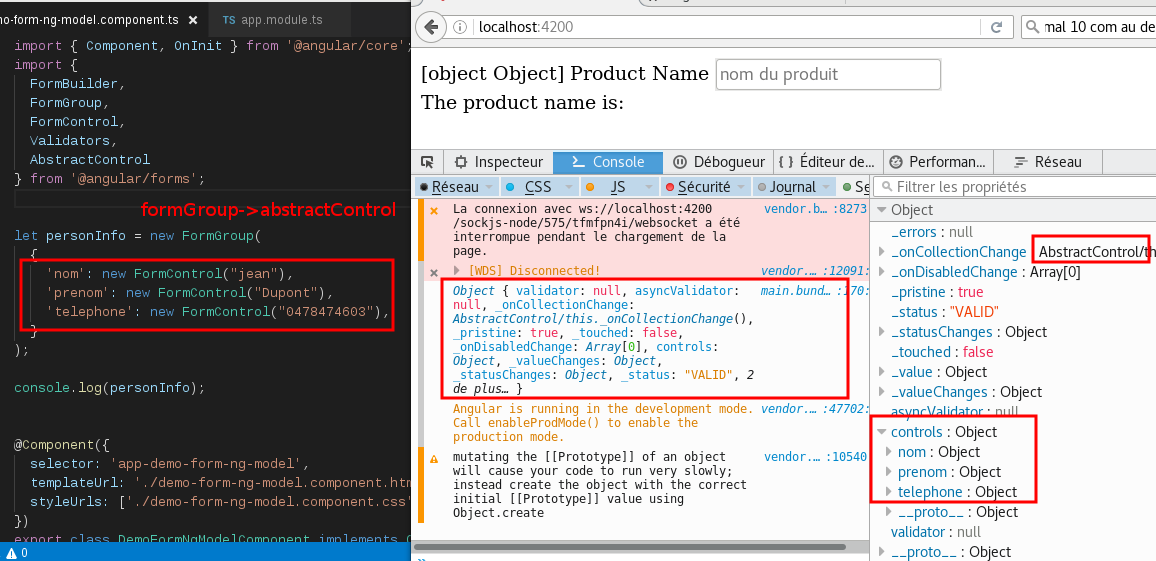 mo-form-ng-model.component.ts ×
TS app.module.ts
import { Component, OnInit } from '@angular/core';
import {
FormBuilder,
FormGroup,
FormControl,
Validators,
AbstractControl
} from '@angular/forms';
formGroup->abstractControl
let personInfo = new FormGroup(
{
'nom': new FormControl("jean"),
'prenom': new FormControl("Dupont"),
'telephone': new FormControl("0478474603"),
}
);
console.log(personInfo);
@Component({
selector: 'app-demo-form-ng-model',
templateUrl: './demo-form-ng-model.component.htm
styleUrls: ['./demo-form-ng-model.component.css'
})
export class DemoFormNgModelComponent implements O
0
localhost:4200
mal 10 com au de
[object Object] Product Name nom du produit
The product name is:
Inspecteur
Console
Débogueur
{ } Éditeur de...
Performan...
Réseau
Réseau
CSS
JS
Sécurité
Journal
Se
Filtrer les propriétés
La connexion avec ws://localhost:4200 vendor.b… :8273
/sockjs-node/575/tfmfpn4i/websocket a été
interrompue pendant le chargement de la
page.
[WDS] Disconnected! vendor.… :12091:
Object { validator: null, asyncValidator: main.bund… :170:
null, _onCollectionChange:
AbstractControl/this._onCollectionChange(),
_pristine: true, _touched: false,
_onDisabledChange: Array[0], controls:
Object, _valueChanges: Object,
_statusChanges: Object, _status: "VALID", 2
de plus… }
Angular is running in the development mode. vendor.… :47702:
Call enableProdMode() to enable the
production mode.
mutating the [[Prototype]] of an object vendor.… :10540
will cause your code to run very slowly;
instead create the object with the correct
initial [[Prototype]] value using
Object.create
»
Object
_errors : null
_onCollectionChange : AbstractControl/th
_onDisabledChange : Array[0]
_pristine : true
_status : "VALID"
_statusChanges : Object
_touched : false
_value : Object
_valueChanges : Object
asyncValidator : null
controls : Object
nom : Object
prenom : Object
telephone : Object
__proto__ : Object
validator : null
__proto__ : Object